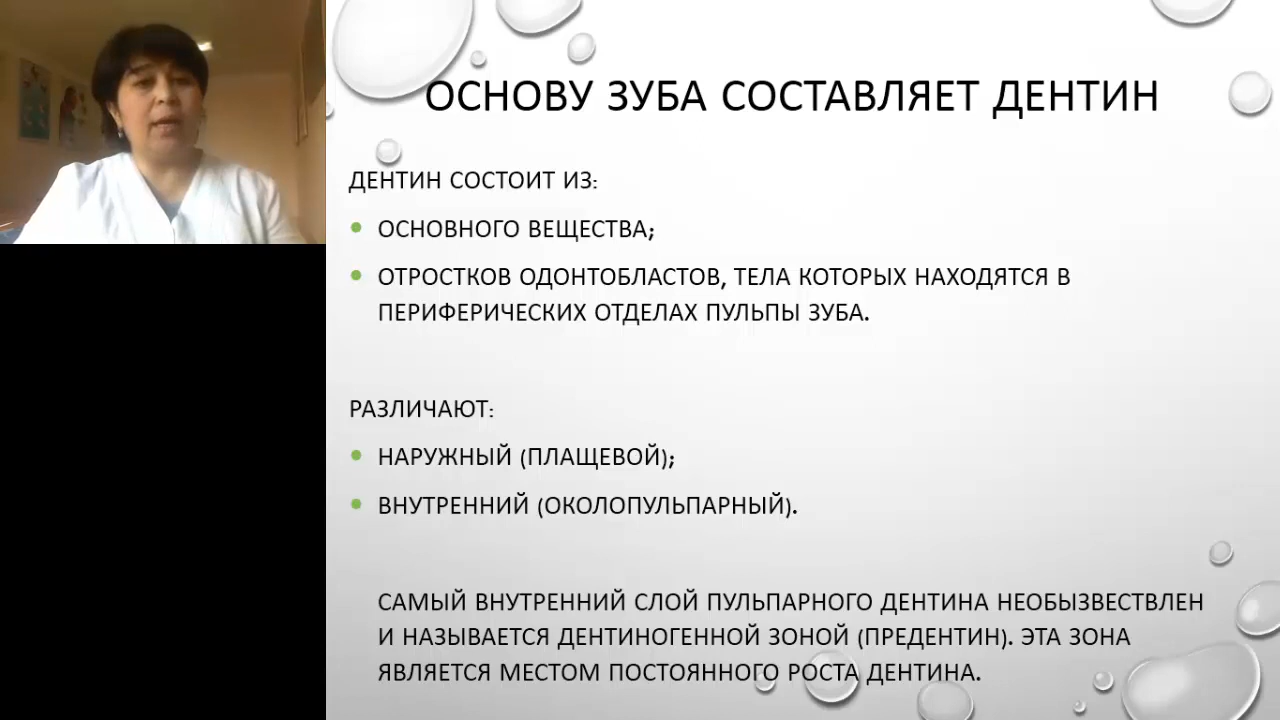 ОСНОВУ ЗУБА СОСТАВЛЯЕТ ДЕНТИН
ДЕНТИН СОСТОИТ ИЗ:
• ОСНОВНОГО ВЕЩЕСТВА;
• ОТРОСТКОВ ОДОНТОБЛАСТОВ, ТЕЛА КОТОРЫХ НАХОДЯТСЯ В
ПЕРИФЕРИЧЕСКИХ ОТДЕЛАХ ПУЛЬПЫ ЗУБА.
РАЗЛИЧАЮТ:
• НАРУЖНЫЙ (ПЛАЩЕВОЙ);
• ВНУТРЕННИЙ (ОКОЛОПУЛЬПАРНЫЙ).
САМЫЙ ВНУТРЕННИЙ СЛОЙ ПУЛЬПАРНОГО ДЕНТИНА НЕОБЫЗВЕСТВЛЕН
И НАЗЫВАЕТСЯ ДЕНТИНОГЕННОЙ ЗОНОЙ (ПРЕДЕНТИН). ЭТА ЗОНА
ЯВЛЯЕТСЯ МЕСТОМ ПОСТОЯННОГО РОСТА ДЕНТИНА.